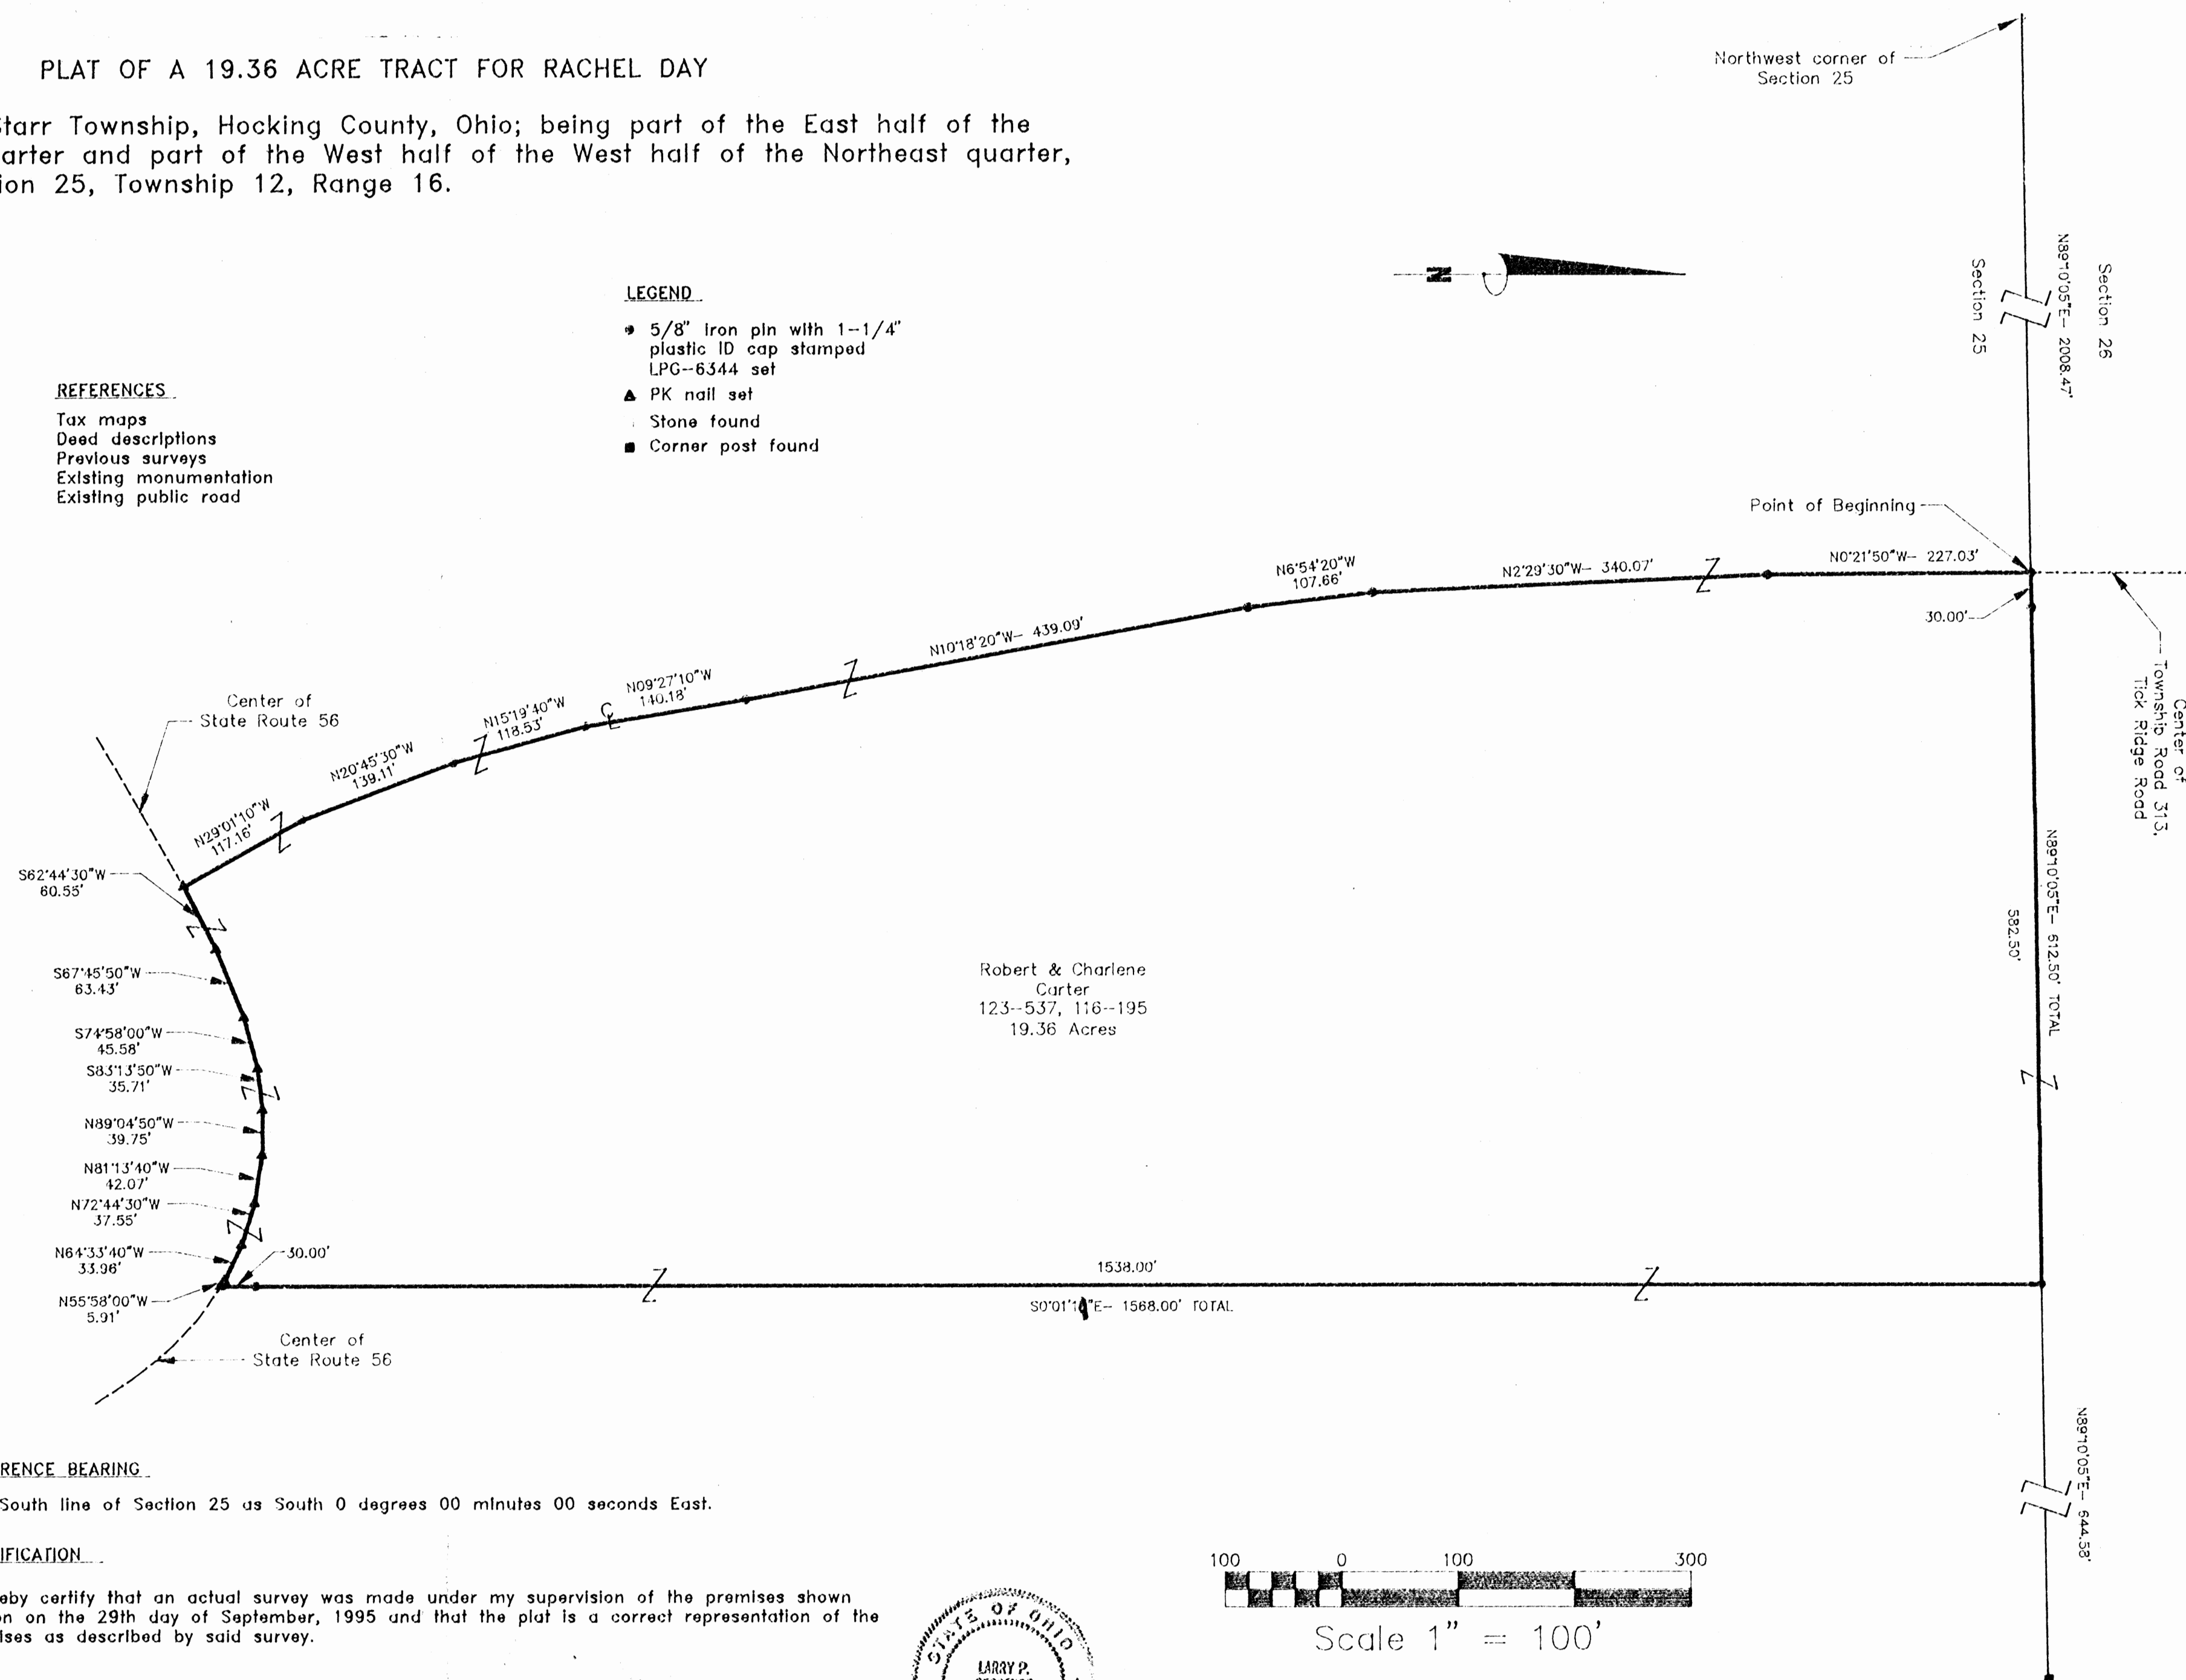 PLAT OF A 19.36 ACRE TRACT FOR RACHEL DAY
Starr Township, Hocking County, Ohio; being part of the East half of the
arter and part of the West half of the West half of the Northeast quarter,
ion 25, Township 12, Range 16.
Northwest corner of
Section 25
N
LEGEND
5/8" iron pin with 1-1/4"
plastic ID cap stamped
LPG-6344 set
PK nail set
Stone found
Corner post found
REFERENCES
Tax maps
Deed descriptions
Previous surveys
Existing monumentation
Existing public road
Section 25
N89°10'05"E- 2008.47'
Section 26
Point of Beginning
30.00'
Center of
Township Road 313,
Tick Ridge Road
N0°21'50"W- 227.03'
N2°29'30"W- 340.07'
N6°54'20"W
107.66'
N10°18'20"W- 439.09'
N09°27'10"W
140.18'
N15°19'40"W
118.53'
N20°45'30"W
139.11'
N29°01'10"W
117.16'
Center of
State Route 56
S62°44'30"W
60.55'
S67°45'50"W
63.43'
S74°58'00"W
45.58'
S83°13'50"W
35.71'
N89°04'50"W
39.75'
N81°13'40"W
42.07'
N72°44'30"W
37.55'
N64°33'40"W
33.96'
N55°58'00"W
5.91'
30.00'
Center of
State Route 56
Robert & Charlene
Carter
123-537, 116-195
19.36 Acres
1538.00'
1568.00' TOTAL
582.50'
N89°10'05"E- 612.50' TOTAL
N89°10'05"E- 644.58'
RENCE BEARING
South line of Section 25 as South 0 degrees 00 minutes 00 seconds East.
IFICATION
eby certify that an actual survey was made under my supervision of the premises shown
on on the 29th day of September, 1995 and that the plat is a correct representation of the
ises as described by said survey.
STATE OF OHIO
LARRY P.
100 0 100 300
Scale 1" = 100'